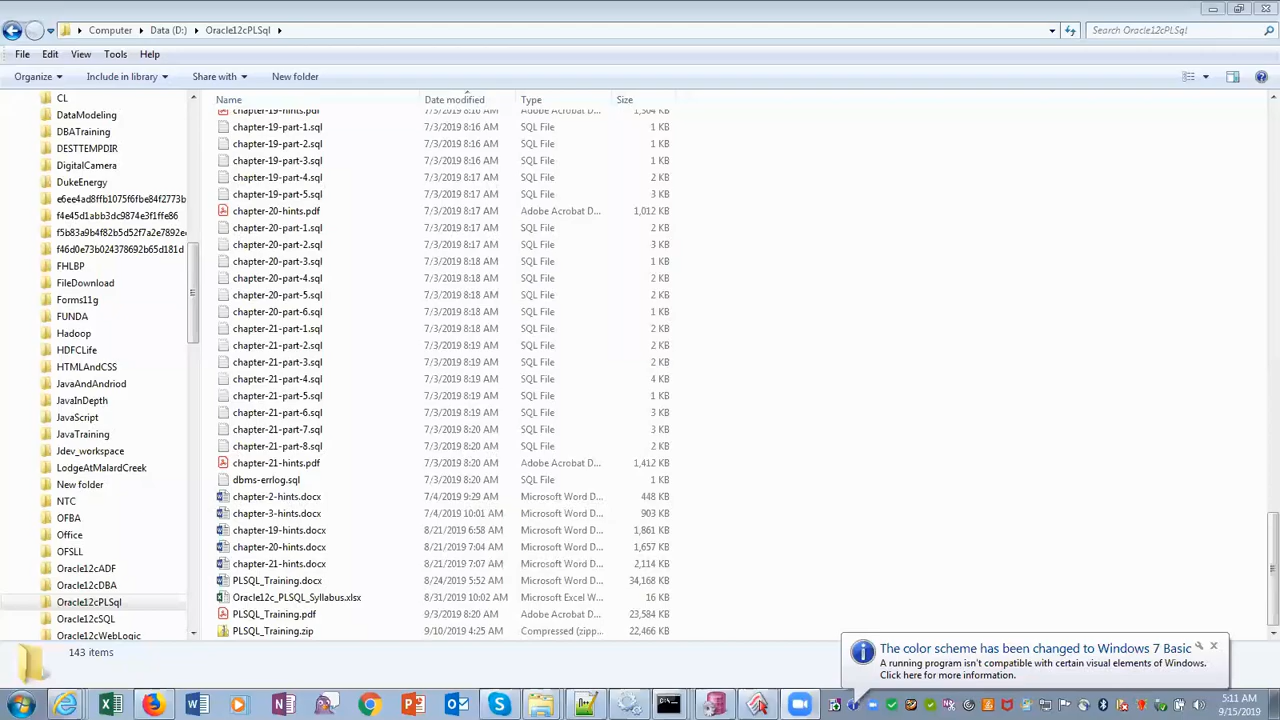 Computer Data (D:) Oracle12cPLSql
Search Oracle12cPLSql
File Edit View Tools Help
Organize Include in library Share with New folder
Name Date modified Type Size
CL
DataModeling
DBATraining
DESTTEMPDIR
DigitalCamera
DukeEnergy
e6ee4ad8ffb1075f6fbe84f2773b
f4e45d1abb3dc9874e3f1ffe86
f5b83a9b4f82b5d52f7a2e7892e
f46d0e73b024378692b65d181d
FHLBP
FileDownload
Forms11g
FUNDA
Hadoop
HDFCLife
HTMLAndCSS
JavaAndAndriod
JavaInDepth
JavaScript
JavaTraining
Jdev_workspace
LodgeAtMalardCreek
New folder
NTC
OFBA
Office
OFSLL
Oracle12cADF
Oracle12cDBA
Oracle12cPLSql
Oracle12cSQL
Oracle12cWebLogic
chapter-19-hints.pdf 7/3/2019 8:16 AM Adobe Acrobat D... 1,304 KB
chapter-19-part-1.sql 7/3/2019 8:16 AM SQL File 1 KB
chapter-19-part-2.sql 7/3/2019 8:16 AM SQL File 1 KB
chapter-19-part-3.sql 7/3/2019 8:16 AM SQL File 1 KB
chapter-19-part-4.sql 7/3/2019 8:17 AM SQL File 2 KB
chapter-19-part-5.sql 7/3/2019 8:17 AM SQL File 3 KB
chapter-20-hints.pdf 7/3/2019 8:17 AM Adobe Acrobat D... 1,012 KB
chapter-20-part-1.sql 7/3/2019 8:17 AM SQL File 2 KB
chapter-20-part-2.sql 7/3/2019 8:17 AM SQL File 3 KB
chapter-20-part-3.sql 7/3/2019 8:18 AM SQL File 1 KB
chapter-20-part-4.sql 7/3/2019 8:18 AM SQL File 2 KB
chapter-20-part-5.sql 7/3/2019 8:18 AM SQL File 2 KB
chapter-20-part-6.sql 7/3/2019 8:18 AM SQL File 1 KB
chapter-21-part-1.sql 7/3/2019 8:18 AM SQL File 2 KB
chapter-21-part-2.sql 7/3/2019 8:19 AM SQL File 3 KB
chapter-21-part-3.sql 7/3/2019 8:19 AM SQL File 2 KB
chapter-21-part-4.sql 7/3/2019 8:19 AM SQL File 4 KB
chapter-21-part-5.sql 7/3/2019 8:19 AM SQL File 1 KB
chapter-21-part-6.sql 7/3/2019 8:19 AM SQL File 3 KB
chapter-21-part-7.sql 7/3/2019 8:20 AM SQL File 3 KB
chapter-21-part-8.sql 7/3/2019 8:20 AM SQL File 2 KB
chapter-21-hints.pdf 7/3/2019 8:20 AM Adobe Acrobat D... 1,412 KB
dbms-errlog.sql 7/3/2019 8:20 AM SQL File 1 KB
chapter-2-hints.docx 7/4/2019 9:29 AM Microsoft Word D... 448 KB
chapter-3-hints.docx 7/4/2019 10:01 AM Microsoft Word D... 903 KB
chapter-19-hints.docx 8/21/2019 6:58 AM Microsoft Word D... 1,861 KB
chapter-20-hints.docx 8/21/2019 7:04 AM Microsoft Word D... 1,657 KB
chapter-21-hints.docx 8/21/2019 7:07 AM Microsoft Word D... 2,114 KB
PLSQL_Training.docx 8/24/2019 5:52 AM Microsoft Word D... 34,168 KB
Oracle12c_PLSQL_Syllabus.xlsx 8/31/2019 10:02 AM Microsoft Excel W... 16 KB
PLSQL_Training.pdf 9/3/2019 8:20 AM Adobe Acrobat D... 23,584 KB
PLSQL_Training.zip 9/10/2019 4:25 AM Compressed (zipp... 22,466 KB
143 items
The color scheme has been changed to Windows 7 Basic
A running program isn't compatible with certain visual elements of Windows.
Click here for more information.
5:11 AM
9/15/2019